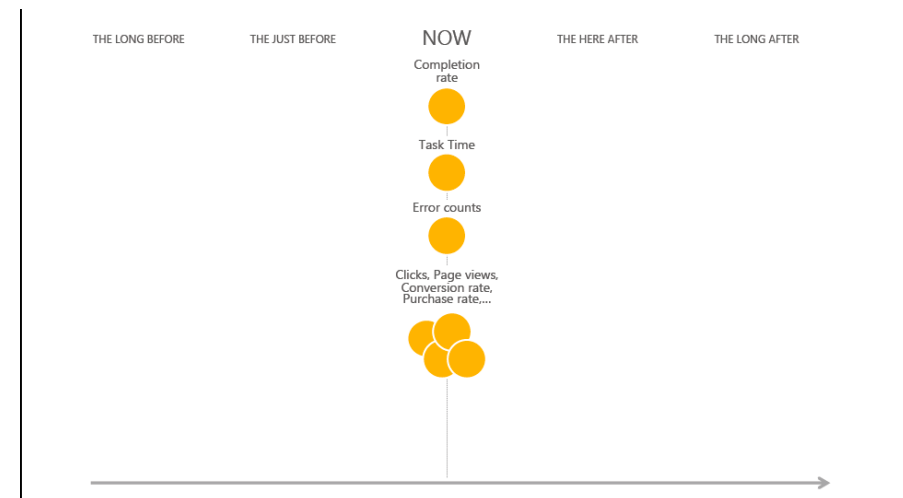 THE LONG BEFORE
THE JUST BEFORE
NOW
THE HERE AFTER
THE LONG AFTER
Completion
rate
Task Time
Error counts
Clicks, Page views,
Conversion rate,
Purchase rate,...